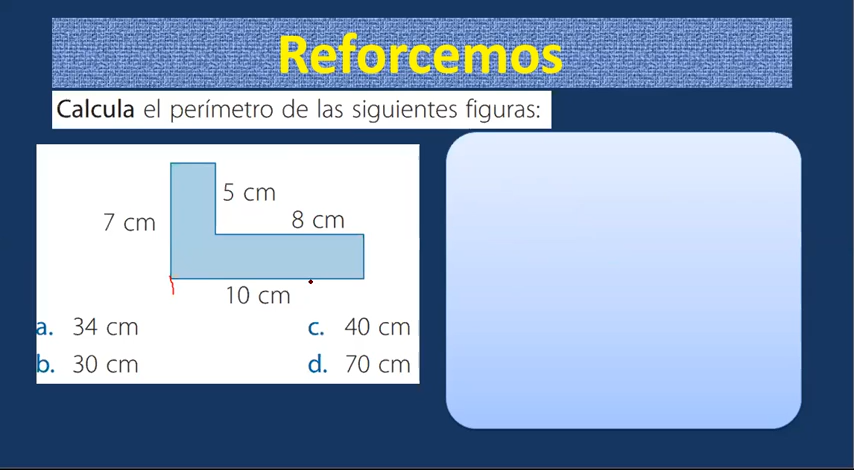 Reforcemos
Calcula el perímetro de las siguientes figuras:
5 cm
7 cm
8 cm
10 cm
a. 34 cm
c. 40 cm
b. 30 cm
d. 70 cm